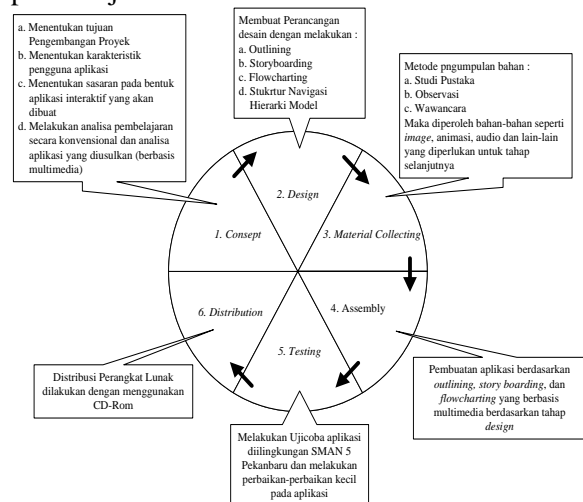 a. Menentukan tujuan
Pengembangan Proyek
b. Menentukan karakteristik
pengguna aplikasi
c. Menentukan sasaran pada bentuk
aplikasi interaktif yang akan
dibuat
d. Melakukan analisa pembelajaran
secara konvensional dan analisa
aplikasi yang diusulkan (berbasis
multimedia)
Membuat Perancangan
desain dengan melakukan :
a. Outlining
b. Storyboarding
c. Flowcharting
d. Stukrtur Navigasi
Hierarki Model
Metode pngumpulan bahan :
a. Studi Pustaka
b. Observasi
c. Wawancara
Maka diperoleh bahan-bahan seperti
image, animasi, audio dan lain-lain
yang diperlukan untuk tahap
selanjutnya
2. Design
1. Consept
3. Material Collecting
6. Distribution
4. Assembly
5. Testing
Distribusi Perangkat Lunak
dilakukan dengan menggunakan
CD-Rom
Pembuatan aplikasi berdasarkan
outlining, story boarding, dan
flowcharting yang berbasis
multimedia berdasarkan tahap
design
Melakukan Ujicoba aplikasi
diilingkungan SMAN 5
Pekanbaru dan melakukan
perbaikan-perbaikan kecil
pada aplikasi